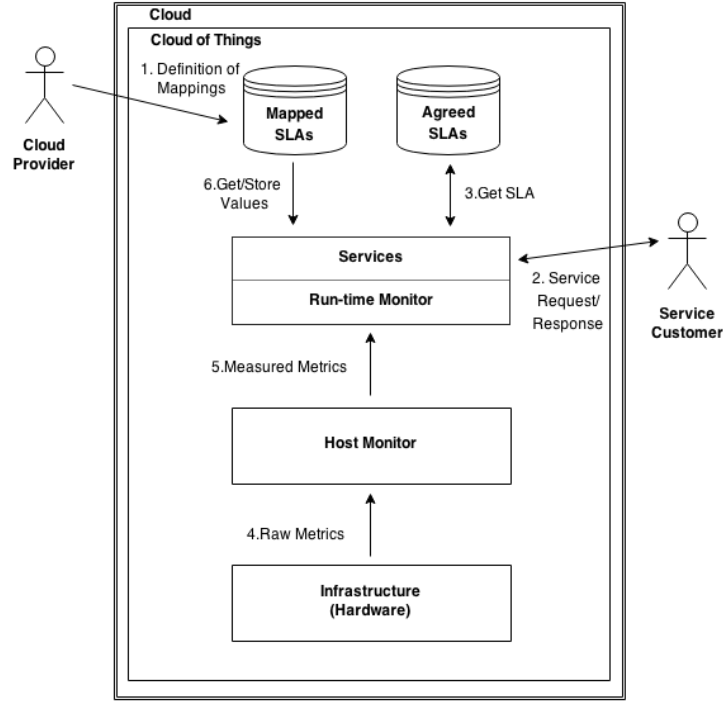 Cloud
Cloud of Things
1. Definition of
Mappings
Mapped
SLAs
Agreed
SLAs
Cloud
Provider
6.Get/Store
Values
3.Get SLA
Services
Run-time Monitor
2. Service
Request/
Response
Service
Customer
5.Measured Metrics
Host Monitor
4.Raw Metrics
Infrastructure
(Hardware)